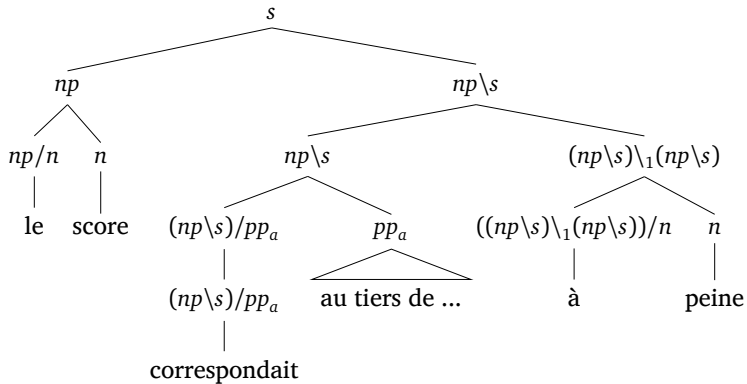 s
np np\s
np/n n np\s (np\s)\₁(np\s)
le score (np\s)/ppₐ ppₐ ((np\s)\₁(np\s))/n n
(np\s)/ppₐ au tiers de ... à peine
correspondait